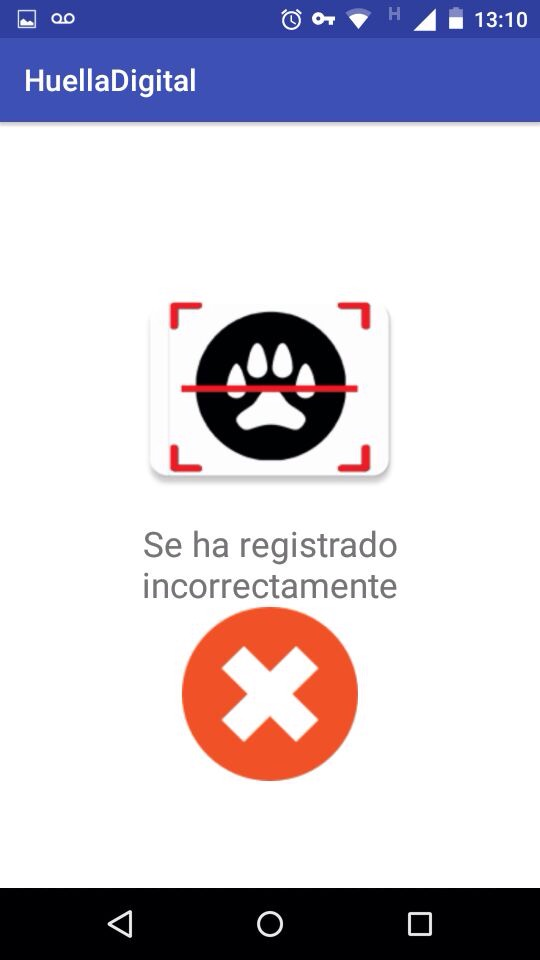 H
13:10
HuellaDigital
Se ha registrado
incorrectamente